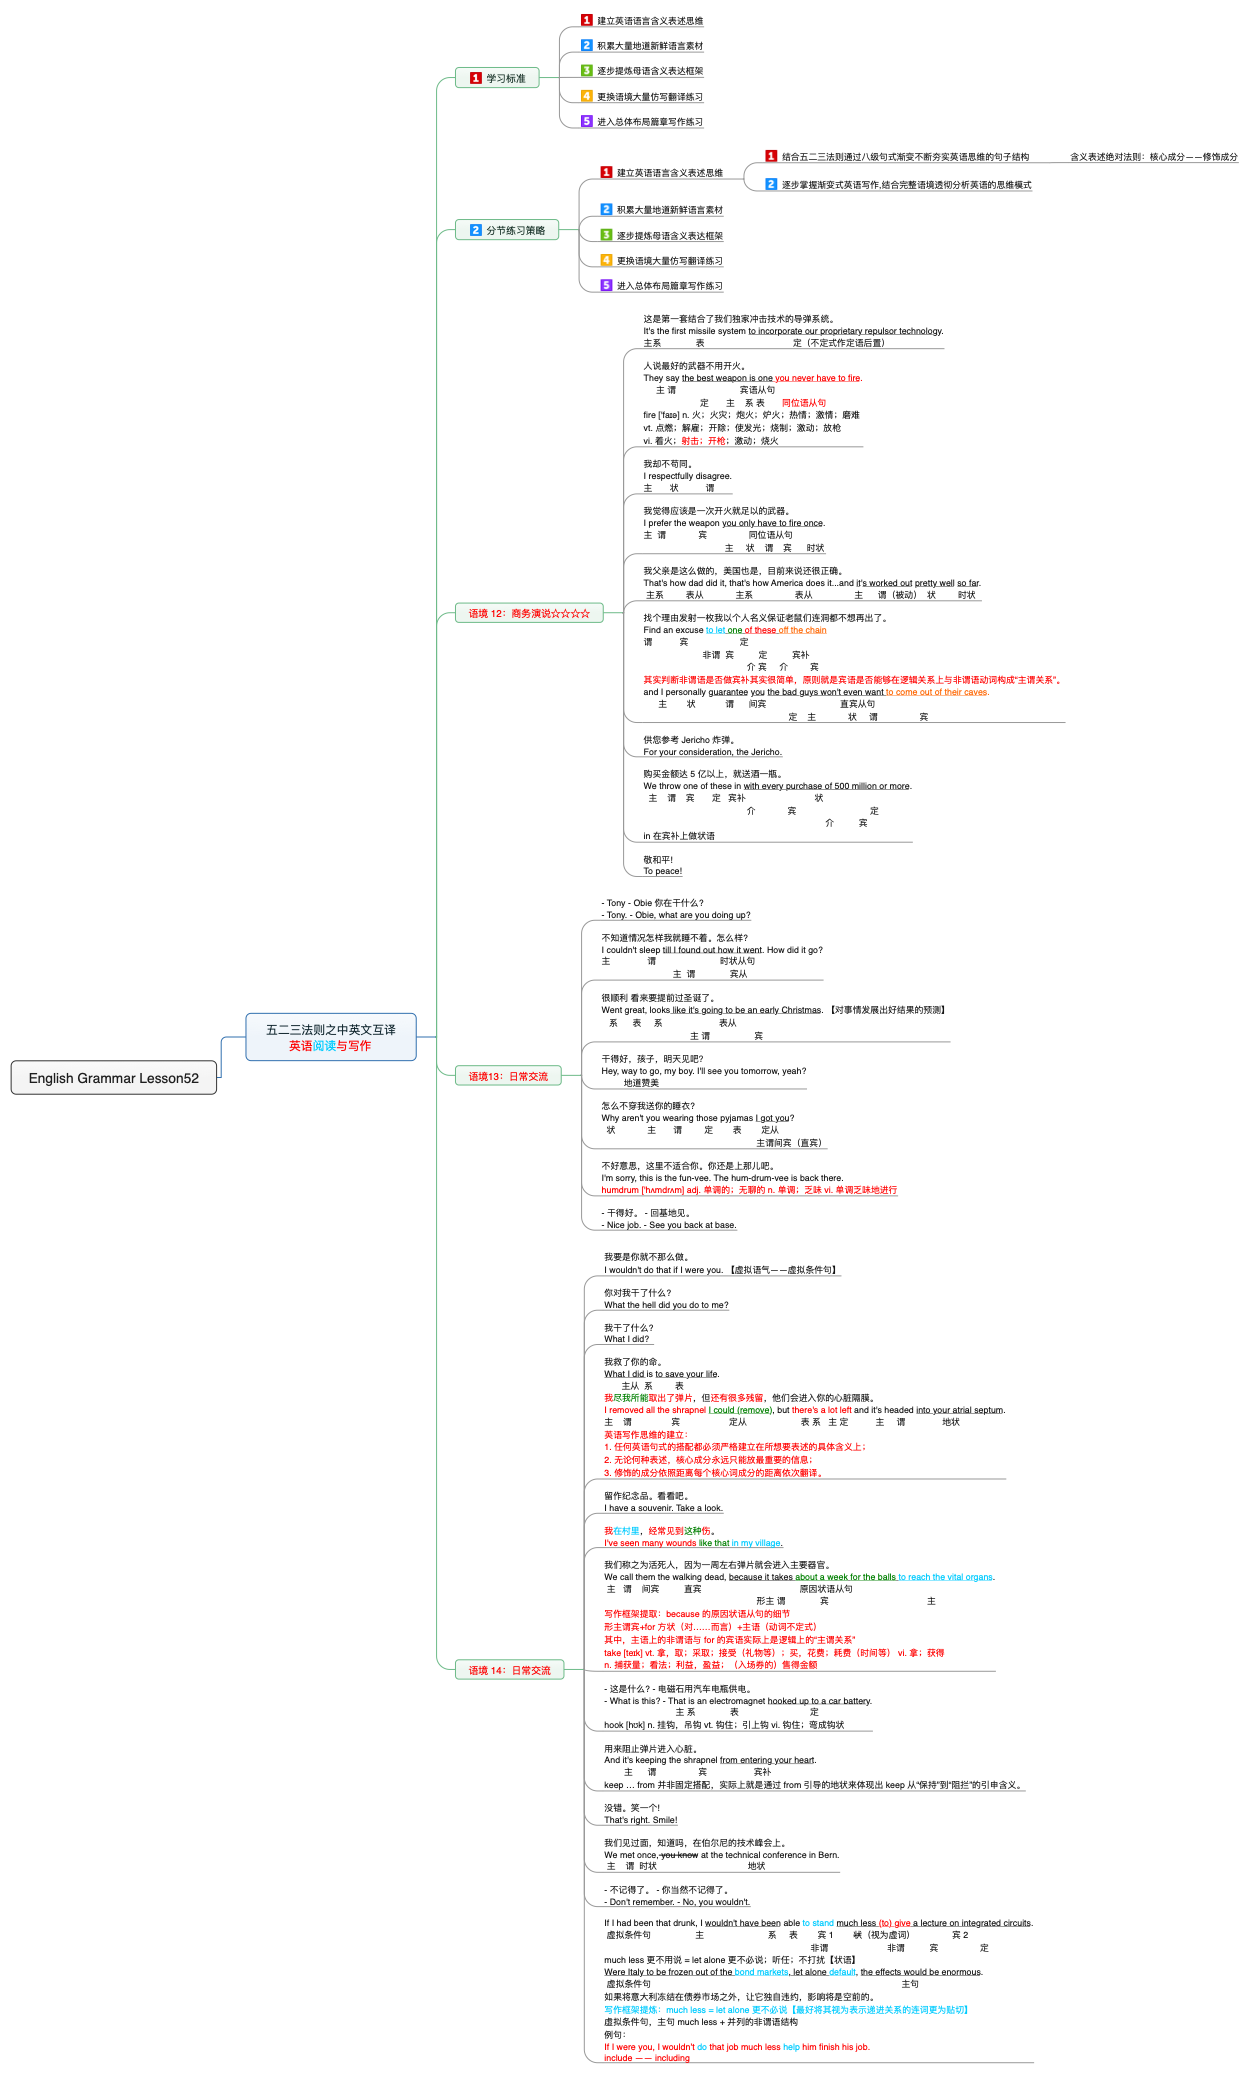 English Grammar Lesson52
五二三法则之中英文互译
英语阅读与写作
1 学习标准
1 建立英语语言含义表述思维
2 积累大量地道新鲜语言素材
3 逐步提炼母语含义表达框架
4 更换语境大量仿写翻译练习
5 进入总体布局篇章写作练习
2 分节练习策略
1 建立英语语言含义表述思维
1 结合五二三法则通过八级句式渐变不断夯实英语思维的句子结构
含义表述绝对法则：核心成分——修饰成分
2 逐步掌握渐变式英语写作,结合完整语境透彻分析英语的思维模式
2 积累大量地道新鲜语言素材
3 逐步提炼母语含义表达框架
4 更换语境大量仿写翻译练习
5 进入总体布局篇章写作练习
语境 12：商务演说☆☆☆☆
这是第一套结合了我们独家冲击技术的导弹系统。
It's the first missile system to incorporate our proprietary repulsor technology.
主系 表 定（不定式作定语后置）
人说最好的武器不用开火。
They say the best weapon is one you never have to fire.
主 谓 宾语从句
定 主 系 表 同位语从句
fire ['faɪə] n. 火；火灾；炮火；炉火；热情；激情；磨难
vt. 点燃；解雇；开除；使发光；烧制；激动；放枪
vi. 着火；射击；开枪；激动；烧火
我却不苟同。
I respectfully disagree.
主 状 谓
我觉得应该是一次开火就足以的武器。
I prefer the weapon you only have to fire once.
主 谓 宾 同位语从句
主 状 谓 宾 时状
我父亲是这么做的，美国也是，目前来说还很正确。
That's how dad did it, that's how America does it...and it's worked out pretty well so far.
主系 表从 主系 表从 主 谓（被动） 状 时状
找个理由发射一枚我以个人名义保证老鼠们连洞都不想再出了。
Find an excuse to let one of these off the chain
谓 宾 定
非谓 宾 定 宾补
介 宾 介 宾
其实判断非谓语是否做宾补其实很简单，原则就是宾语是否能够在逻辑关系上与非谓语动词构成“主谓关系”。
and I personally guarantee you the bad guys won't even want to come out of their caves.
主 状 谓 间宾 直宾从句
定 主 状 谓 宾
供您参考 Jericho 炸弹。
For your consideration, the Jericho.
购买金额达 5 亿以上，就送酒一瓶。
We throw one of these in with every purchase of 500 million or more.
主 谓 宾 定 宾补 状
介 宾 定
介 宾
in 在宾补上做状语
敬和平!
To peace!
语境13：日常交流
- Tony - Obie 你在干什么?
- Tony. - Obie, what are you doing up?
不知道情况怎样我就睡不着。怎么样?
I couldn't sleep till I found out how it went. How did it go?
主 谓 时状从句
主 谓 宾从
很顺利 看来要提前过圣诞了。
Went great, looks like it's going to be an early Christmas. 【对事情发展出好结果的预测】
系 表 系 表从
主 谓 宾
干得好，孩子，明天见吧?
Hey, way to go, my boy. I'll see you tomorrow, yeah?
地道赞美
怎么不穿我送你的睡衣?
Why aren't you wearing those pyjamas I got you?
状 主 谓 定 表 定从
主谓间宾（直宾）
不好意思，这里不适合你。你还是上那儿吧。
I'm sorry, this is the fun-vee. The hum-drum-vee is back there.
humdrum ['hʌmdrʌm] adj. 单调的；无聊的 n. 单调；乏味 vi. 单调乏味地进行
- 干得好。 - 回基地见。
- Nice job. - See you back at base.
语境 14：日常交流
我要是你就不那么做。
I wouldn't do that if I were you. 【虚拟语气——虚拟条件句】
你对我干了什么?
What the hell did you do to me?
我干了什么?
What I did?
我救了你的命。
What I did is to save your life.
主从 系 表
我尽我所能取出了弹片，但还有很多残留，他们会进入你的心脏隔膜。
I removed all the shrapnel I could (remove), but there's a lot left and it's headed into your atrial septum.
主 谓 宾 定从 表 系 主 定 主 谓 地状
英语写作思维的建立：
1. 任何英语句式的搭配都必须严格建立在所想要表述的具体含义上；
2. 无论何种表述，核心成分永远只能放最重要的信息；
3. 修饰的成分依照距离每个核心词成分的距离依次翻译。
留作纪念品。看看吧。
I have a souvenir. Take a look.
我在村里，经常见到这种伤。
I've seen many wounds like that in my village.
我们称之为活死人，因为一周左右弹片就会进入主要器官。
We call them the walking dead, because it takes about a week for the balls to reach the vital organs.
主 谓 间宾 直宾 原因状语从句
形主 谓 宾 主
写作框架提取：because 的原因状语从句的细节
形主谓宾+for 方状（对……而言）+主语（动词不定式）
其中，主语上的非谓语与 for 的宾语实际上是逻辑上的“主谓关系”
take [teɪk] vt. 拿，取；采取；接受（礼物等）；买，花费；耗费（时间等） vi. 拿；获得
n. 捕获量；看法；利益，盈益；（入场券的）售得金额
- 这是什么? - 电磁石用汽车电瓶供电。
- What is this? - That is an electromagnet hooked up to a car battery.
主 系 表 定
hook [hʊk] n. 挂钩，吊钩 vt. 钩住；引上钩 vi. 钩住；弯成钩状
用来阻止弹片进入心脏。
And it's keeping the shrapnel from entering your heart.
主 谓 宾 宾补
keep … from 并非固定搭配，实际上就是通过 from 引导的地状来体现出 keep 从“保持”到“阻拦”的引申含义。
没错。笑一个!
That's right. Smile!
我们见过面，知道吗，在伯尔尼的技术峰会上。
We met once, you know at the technical conference in Bern.
主 谓 时状 地状
- 不记得了。 - 你当然不记得了。
- Don't remember. - No, you wouldn't.
If I had been that drunk, I wouldn't have been able to stand much less (to) give a lecture on integrated circuits.
虚拟条件句 主 系 表 宾 1 状（视为虚词） 宾 2
非谓 非谓 宾 定
much less 更不用说 = let alone 更不必说；听任；不打扰【状语】
Were Italy to be frozen out of the bond markets, let alone default, the effects would be enormous.
虚拟条件句 主句
如果将意大利冻结在债券市场之外，让它独自违约，影响将是空前的。
写作框架提炼：much less = let alone 更不必说【最好将其视为表示递进关系的连词更为贴切】
虚拟条件句，主句 much less + 并列的非谓语结构
例句：
If I were you, I wouldn't do that job much less help him finish his job.
include —— including